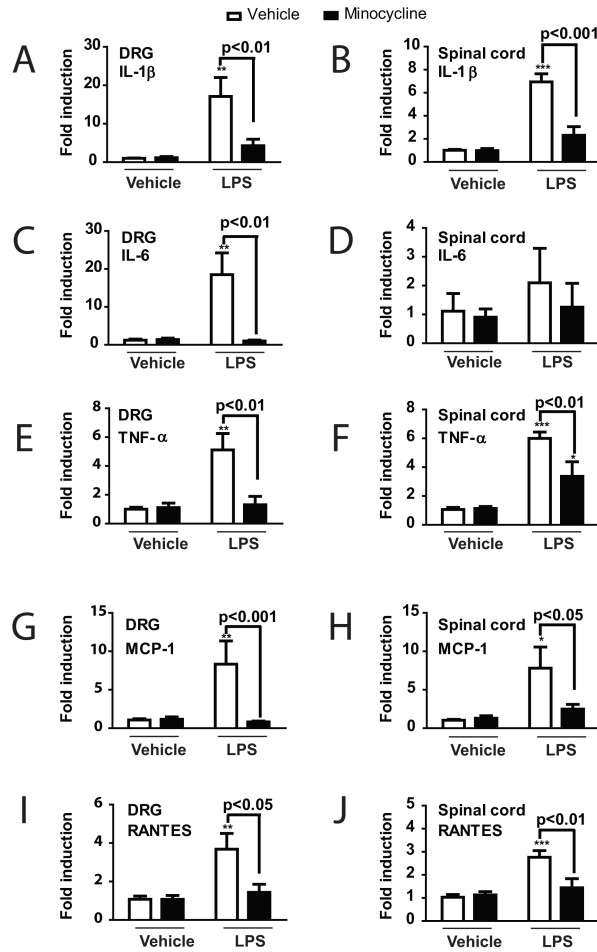 Vehicle Minocycline
A
DRG
IL-1β
p<0.01
**
Fold induction
30
20
10
0
Vehicle LPS
B
Spinal cord
IL-1 β
p<0.001
***
Fold induction
10
8
6
4
2
0
Vehicle LPS
C
DRG
IL-6
p<0.01
**
Fold induction
30
20
10
0
Vehicle LPS
D
Spinal cord
IL-6
Fold induction
4
3
2
1
0
Vehicle LPS
E
DRG
TNF-α
p<0.01
**
Fold induction
8
6
4
2
0
Vehicle LPS
F
Spinal cord
TNF-α
p<0.01
***
*
Fold induction
8
6
4
2
0
Vehicle LPS
G
DRG
MCP-1
p<0.001
**
Fold induction
15
10
5
0
Vehicle LPS
H
Spinal cord
MCP-1
p<0.05
*
Fold induction
15
10
5
0
Vehicle LPS
I
DRG
RANTES
p<0.05
**
Fold induction
6
4
2
0
Vehicle LPS
J
Spinal cord
RANTES
p<0.01
***
Fold induction
5
4
3
2
1
0
Vehicle LPS